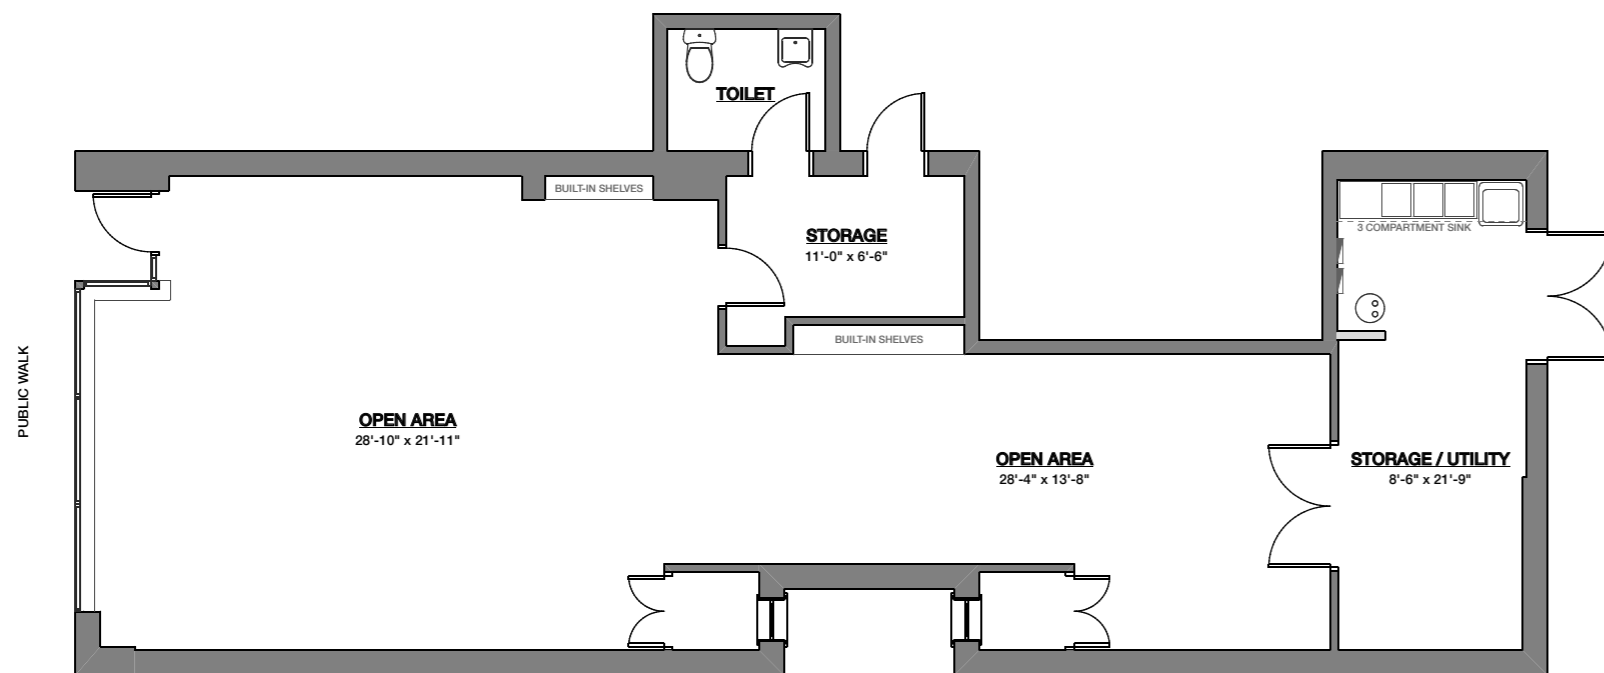 TOILET
BUILT-IN SHELVES
STORAGE
11'-0" x 6'-6"
3 COMPARTMENT SINK
BUILT-IN SHELVES
PUBLIC WALK
OPEN AREA
28'-10" x 21'-11"
OPEN AREA
28'-4" x 13'-8"
STORAGE / UTILITY
8'-6" x 21'-9"